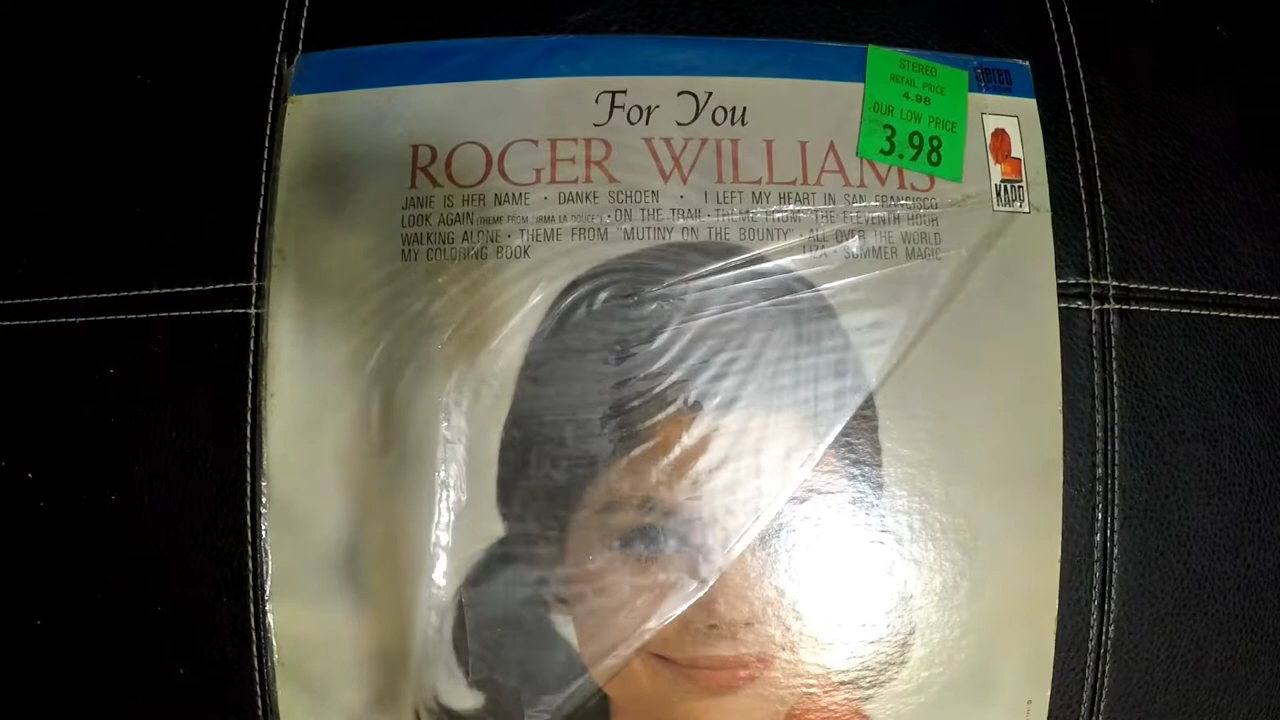 stereo
STEREO
RETAIL PRICE
4.98
OUR LOW PRICE
3.98
For You
ROGER WILLIAMS
KAPP
JANIE IS HER NAME • DANKE SCHOEN • I LEFT MY HEART IN SAN FRANCISCO
LOOK AGAIN (THEME FROM "IRMA LA DOUCE") • ON THE TRAIL • THEME FROM "THE ELEVENTH HOUR
WALKING ALONE • THEME FROM "MUTINY ON THE BOUNTY" • ALL OVER THE WORLD
MY COLORING BOOK LIZA • SUMMER MAGIC